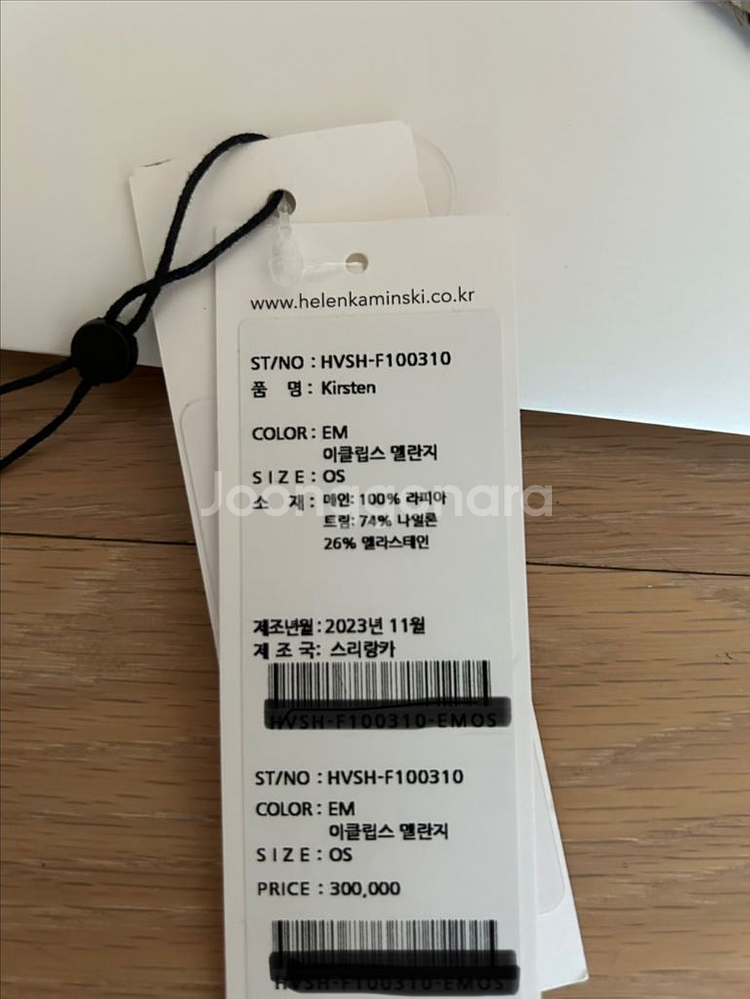 www.helenkaminski.co.kr
ST/NO : HVSH-F100310
품 명 : Kirsten
COLOR : EM
이클립스 멜란지
SIZE : OS
Joonggonara
소 재 : 메인: 100% 라피아
트림: 74% 나일론
26% 엘라스테인
제조년월 : 2023년 11월
제 조 국 : 스리랑카
HVSH-F100310-EMOS
ST/NO : HVSH-F100310
COLOR : EM
이클립스 멜란지
SIZE : OS
PRICE : 300,000
HVSH-F100310-EMOS